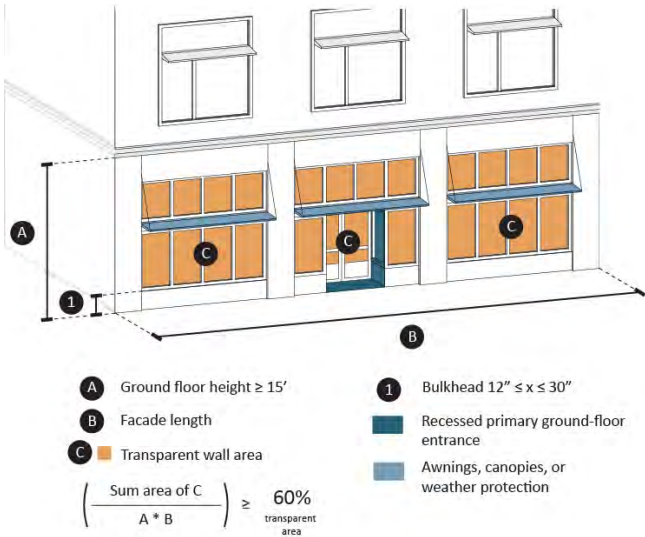 A
1
C
C
C
B
A Ground floor height ≥ 15’
B Facade length
C Transparent wall area
( Sum area of C / A * B ) ≥ 60%
transparent
area
1 Bulkhead 12” ≤ x ≤ 30”
Recessed primary ground-floor
entrance
Awnings, canopies, or
weather protection